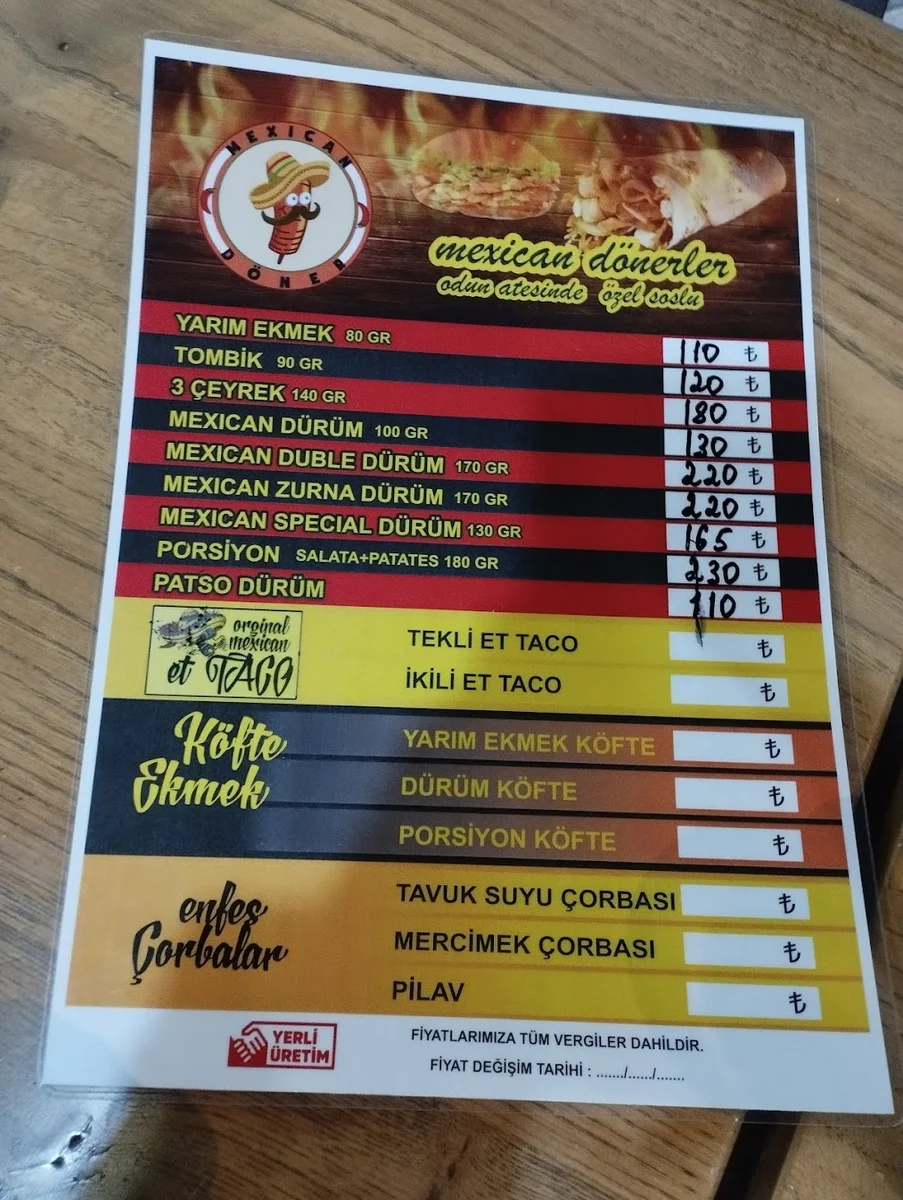 MEXICAN
DÖNER
mexican dönerler
odun atesinde özel soslu
YARIM EKMEK 80 GR 110 ₺
TOMBİK 90 GR 120 ₺
3 ÇEYREK 140 GR 180 ₺
MEXICAN DÜRÜM 100 GR 130 ₺
MEXICAN DUBLE DÜRÜM 170 GR 220 ₺
MEXICAN ZURNA DÜRÜM 170 GR 220 ₺
MEXICAN SPECIAL DÜRÜM 130 GR 165 ₺
PORSİYON SALATA+PATATES 180 GR 230 ₺
PATSO DÜRÜM 110 ₺
orginal
mexican
et TACO
TEKLİ ET TACO ₺
İKİLİ ET TACO ₺
Köfte
Ekmek
YARIM EKMEK KÖFTE ₺
DÜRÜM KÖFTE ₺
PORSİYON KÖFTE ₺
enfes
Çorbalar
TAVUK SUYU ÇORBASI ₺
MERCİMEK ÇORBASI ₺
PİLAV ₺
YERLİ
ÜRETİM
FİYATLARIMIZA TÜM VERGİLER DAHİLDİR.
FİYAT DEĞİŞİM TARİHİ : ......./....../.......